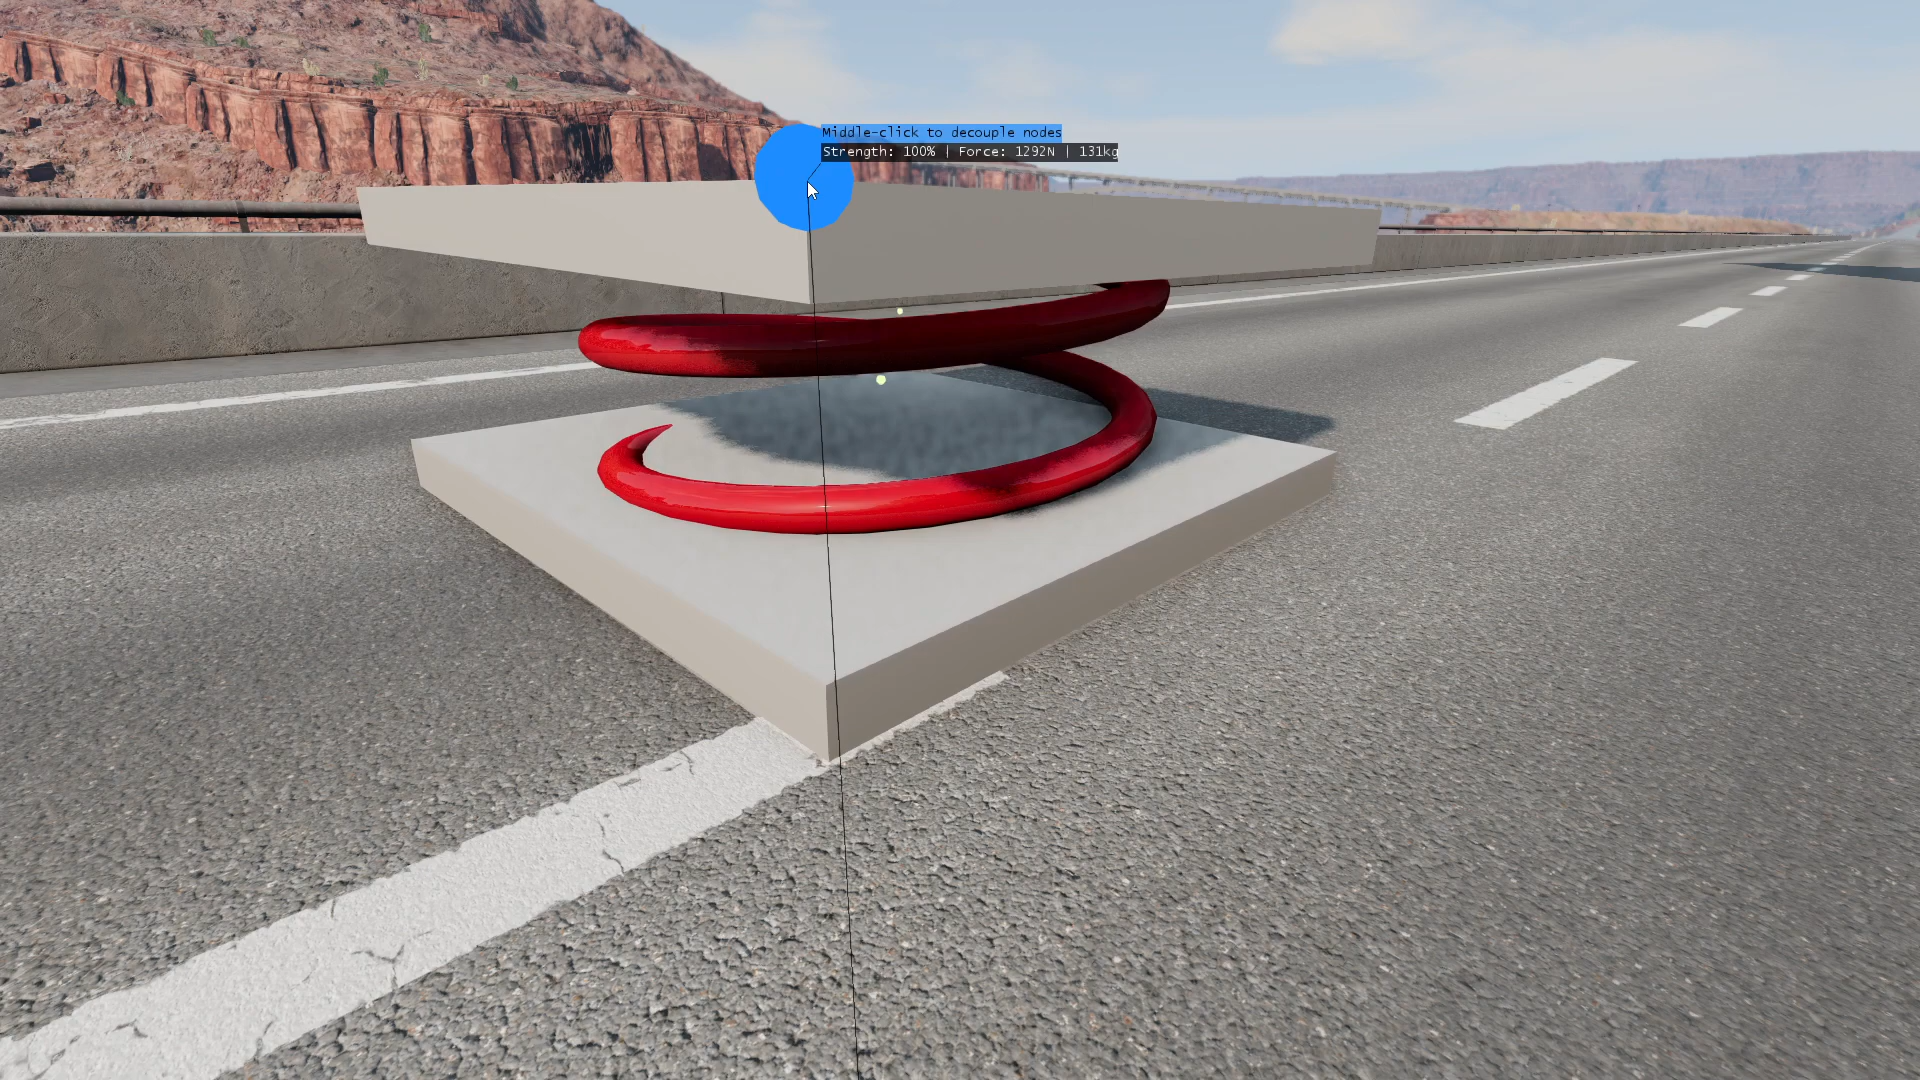 Middle-click to decouple nodes
Strength: 100% | Force: 1292N | 131kg